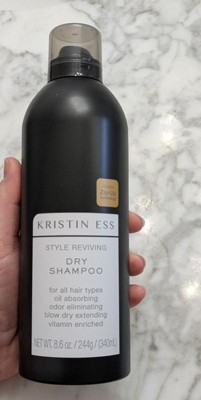 KRISTIN ESS
STYLE REVIVING
DRY
SHAMPOO
for all hair types
oil absorbing
odor eliminating
blow dry extending
vitamin enriched
NET WT. 8.6 oz./ 244g/ (340mL)